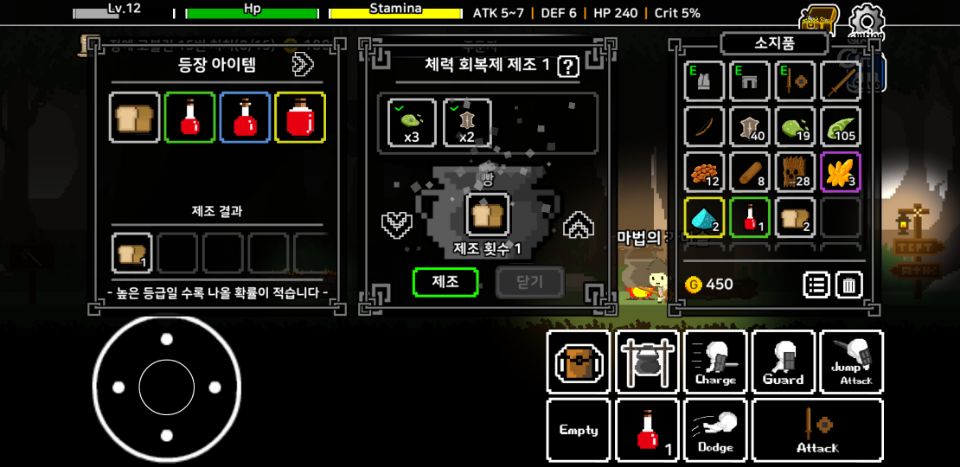 Lv.12
Hp
Stamina
ATK 5~7 | DEF 6 | HP 240 | Crit 5%
등장 아이템
체력 회복제 제조 1 ?
소지품
E
E
E
x3
x2
40
19
105
12
8
28
3
2
1
2
빵
제조 결과
1
제조 횟수 1
마법의
제조
닫기
- 높은 등급일 수록 나올 확률이 적습니다 -
G 450
Charge
Guard
Jump Attack
Empty
1
Dodge
Attack